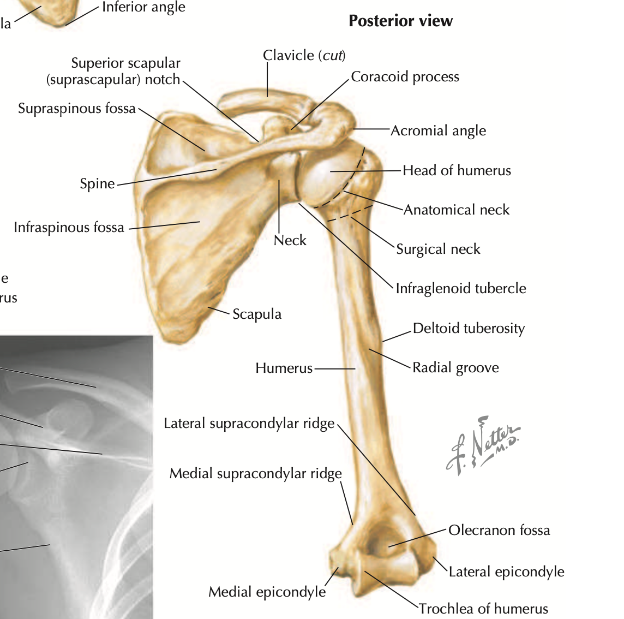 la
Inferior angle
Posterior view
Clavicle (cut)
Superior scapular
(suprascapular) notch
Coracoid process
Supraspinous fossa
Acromial angle
Head of humerus
Spine
Anatomical neck
Infraspinous fossa
Neck
Surgical neck
e
rus
Infraglenoid tubercle
Scapula
Deltoid tuberosity
Humerus
Radial groove
Lateral supracondylar ridge
F. Netter
M.D.
Medial supracondylar ridge
Olecranon fossa
Lateral epicondyle
Medial epicondyle
Trochlea of humerus